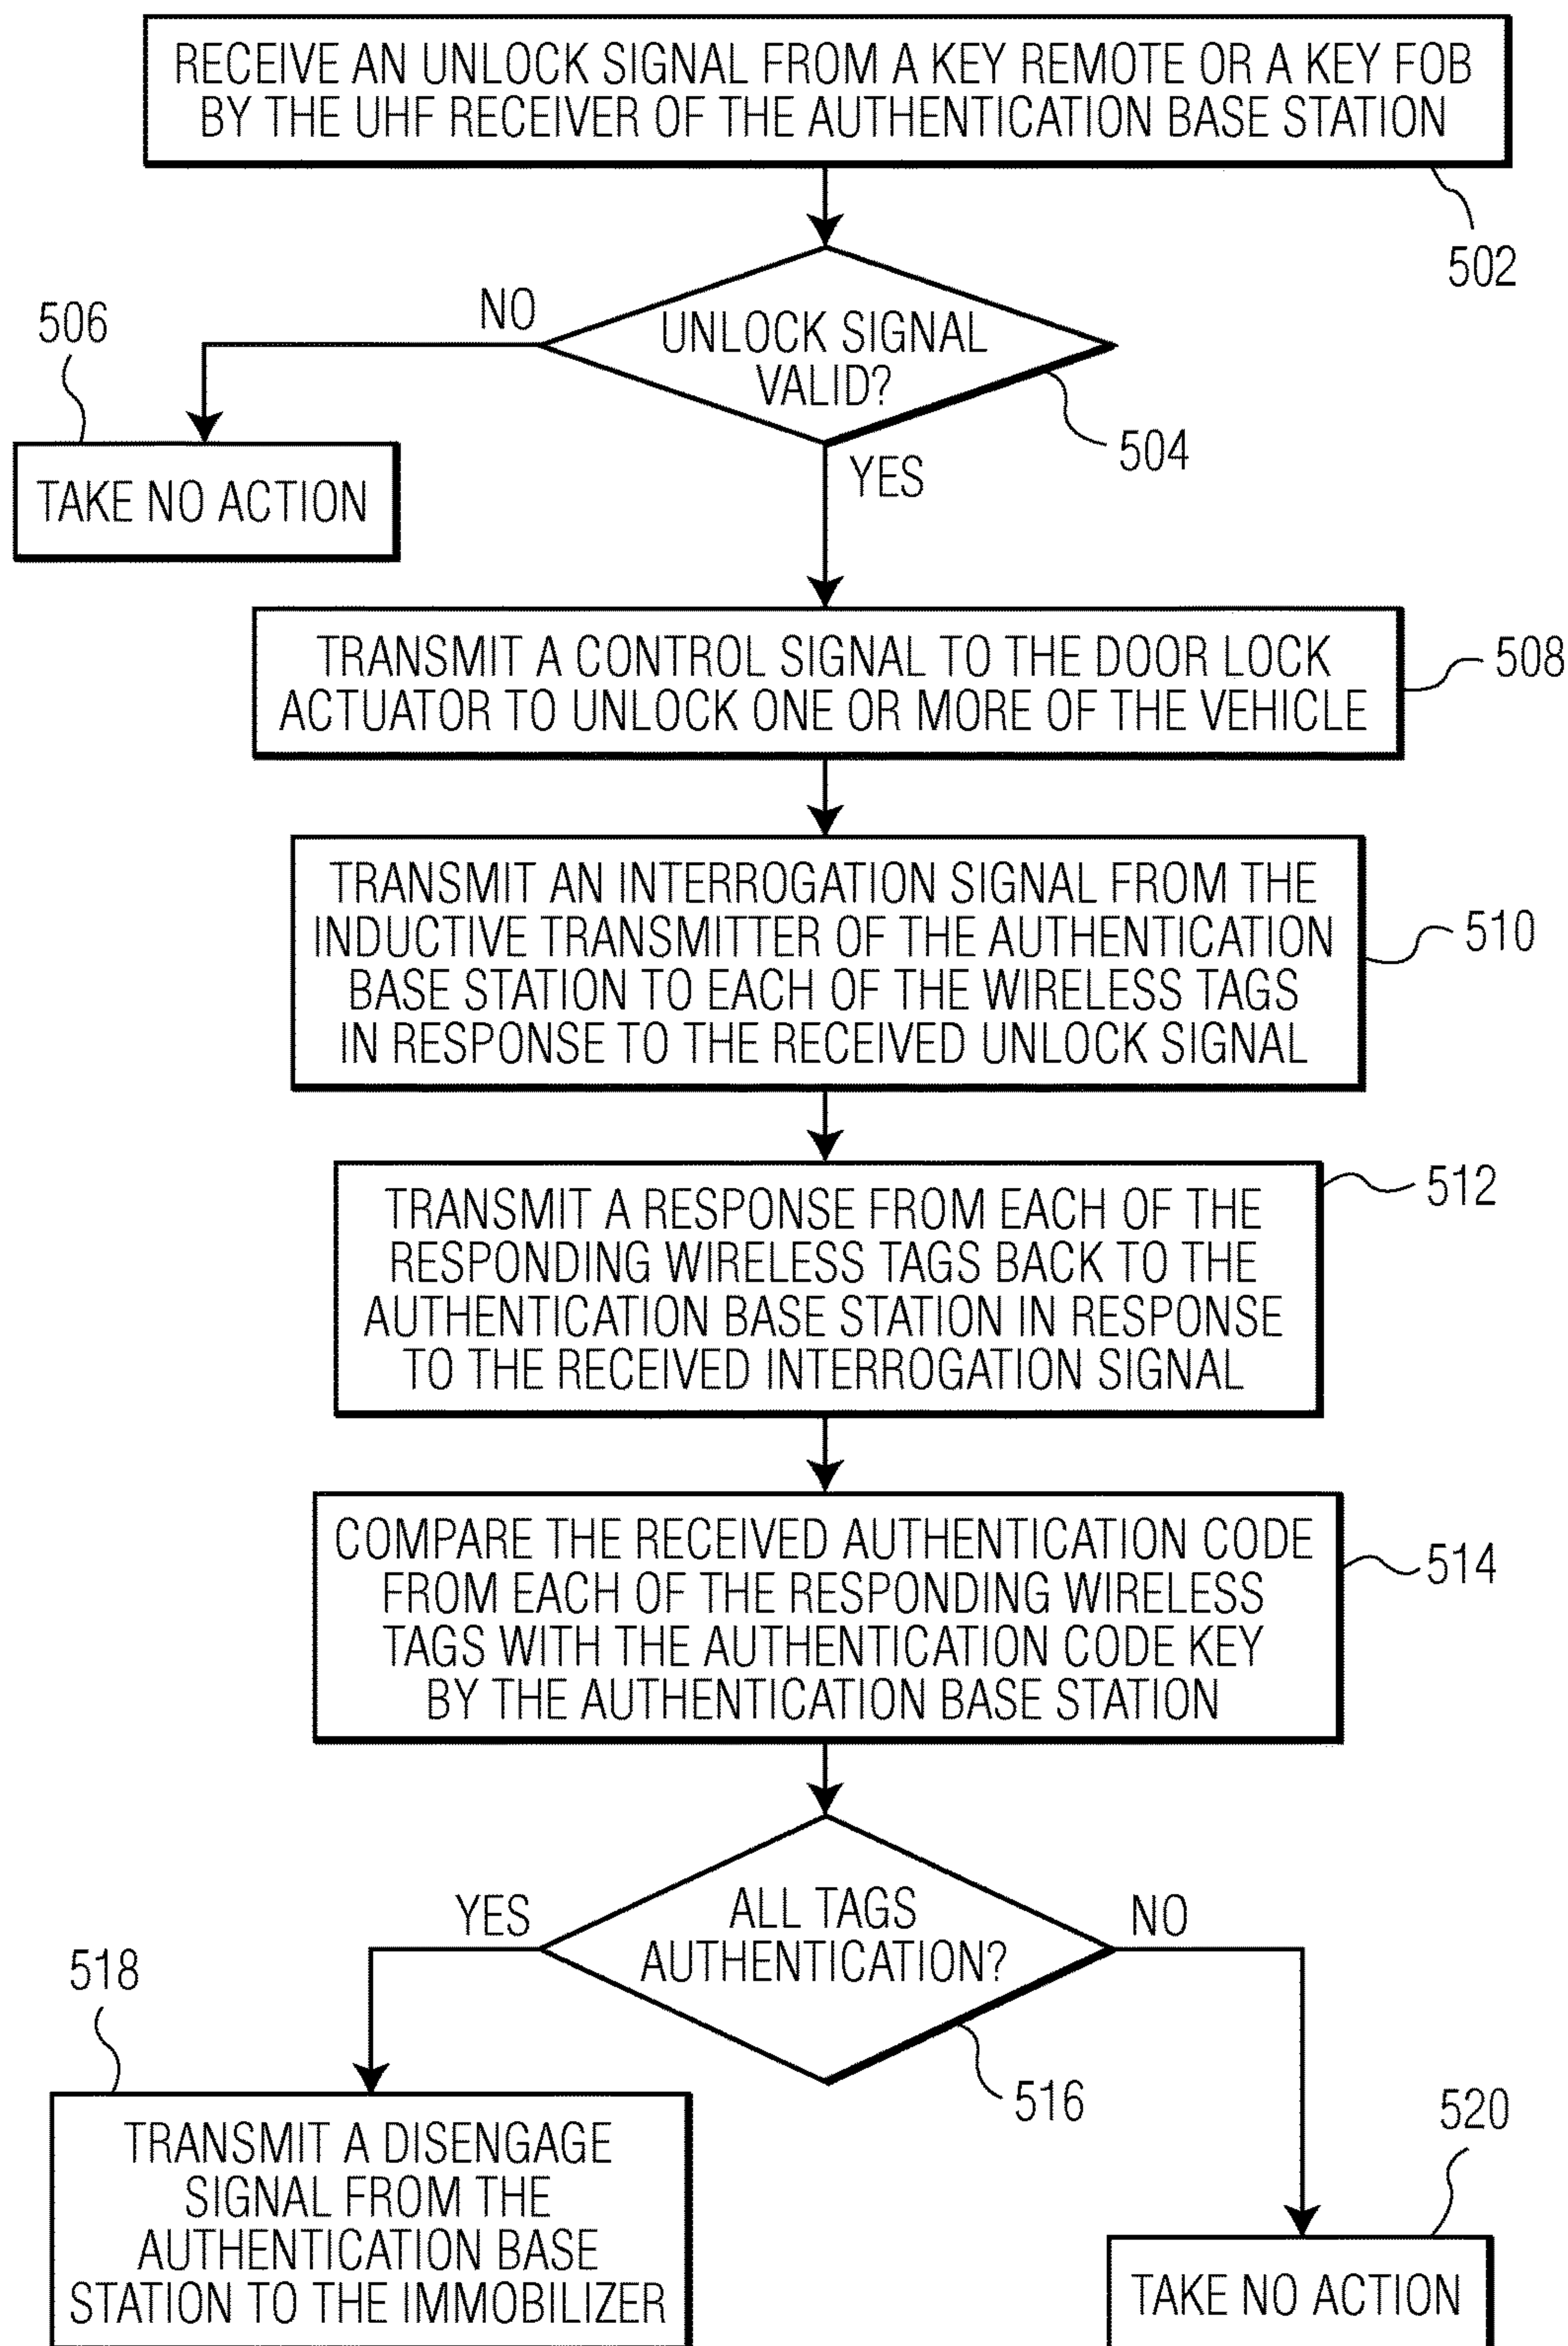 RECEIVE AN UNLOCK SIGNAL FROM A KEY REMOTE OR A KEY FOB
BY THE UHF RECEIVER OF THE AUTHENTICATION BASE STATION
502
NO
UNLOCK SIGNAL
VALID?
504
YES
506
TAKE NO ACTION
TRANSMIT A CONTROL SIGNAL TO THE DOOR LOCK
ACTUATOR TO UNLOCK ONE OR MORE OF THE VEHICLE
508
TRANSMIT AN INTERROGATION SIGNAL FROM THE
INDUCTIVE TRANSMITTER OF THE AUTHENTICATION
BASE STATION TO EACH OF THE WIRELESS TAGS
IN RESPONSE TO THE RECEIVED UNLOCK SIGNAL
510
TRANSMIT A RESPONSE FROM EACH OF THE
RESPONDING WIRELESS TAGS BACK TO THE
AUTHENTICATION BASE STATION IN RESPONSE
TO THE RECEIVED INTERROGATION SIGNAL
512
COMPARE THE RECEIVED AUTHENTICATION CODE
FROM EACH OF THE RESPONDING WIRELESS
TAGS WITH THE AUTHENTICATION CODE KEY
BY THE AUTHENTICATION BASE STATION
514
YES
ALL TAGS
AUTHENTICATION?
NO
516
518
TRANSMIT A DISENGAGE
SIGNAL FROM THE
AUTHENTICATION BASE
STATION TO THE IMMOBILIZER
520
TAKE NO ACTION